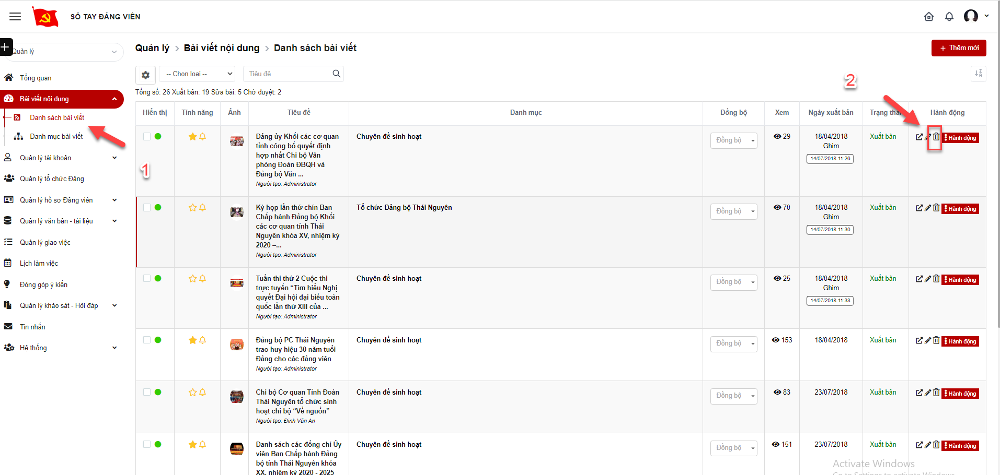 SỔ TAY ĐẢNG VIÊN
Quản lý
Tổng quan
Bài viết nội dung
Danh sách bài viết
Danh mục bài viết
Quản lý tài khoản
Quản lý tổ chức Đảng
Quản lý hồ sơ Đảng viên
Quản lý văn bản - tài liệu
Quản lý giao việc
Lịch làm việc
Đóng góp ý kiến
Quản lý khảo sát - Hỏi đáp
Tin nhắn
Hệ thống
Quản lý > Bài viết nội dung > Danh sách bài viết
+ Thêm mới
-- Chọn loại --
Tiêu đề
Tổng số: 26 Xuất bản: 19 Sửa bài: 5 Chờ duyệt: 2
1
2
Hiển thị Tính năng Ảnh Tiêu đề Danh mục Đồng bộ Xem Ngày xuất bản Trạng thái Hành động
Đảng ủy Khối các cơ quan
tỉnh công bố quyết định
hợp nhất Chi bộ Văn
phòng Đoàn ĐBQH và
Đảng bộ Văn ...
Người tạo: Administrator
Chuyên đề sinh hoạt
Đồng bộ
29
18/04/2018
Ghim
14/07/2018 11:26
Xuất bản
Hành động
Kỳ họp lần thứ chín Ban
Chấp hành Đảng bộ Khối
các cơ quan tỉnh Thái
Nguyên khóa XV, nhiệm kỳ
2020 –...
Người tạo: Administrator
Tổ chức Đảng bộ Thái Nguyên
Đồng bộ
70
18/04/2018
Ghim
14/07/2018 11:30
Xuất bản
Hành động
Tuần thi thứ 2 Cuộc thi
trực tuyến “Tìm hiểu Nghị
quyết Đại hội đại biểu toàn
quốc lần thứ XIII của ...
Người tạo: Administrator
Chuyên đề sinh hoạt
Đồng bộ
25
18/04/2018
Ghim
14/07/2018 11:33
Xuất bản
Hành động
Đảng bộ PC Thái Nguyên
trao huy hiệu 30 năm tuổi
Đảng cho các đảng viên
Người tạo: Administrator
Chuyên đề sinh hoạt
Đồng bộ
153
18/04/2018
Xuất bản
Hành động
Chi bộ Cơ quan Tỉnh Đoàn
Thái Nguyên tổ chức sinh
hoạt chi bộ “Về nguồn”
Người tạo: Đinh Văn An
Chuyên đề sinh hoạt
Đồng bộ
83
23/07/2018
Xuất bản
Hành động
Danh sách các đồng chí Ủy
viên Ban Chấp hành Đảng
bộ tỉnh Thái Nguyên khóa
XX, nhiệm kỳ 2020 - 2025
Chuyên đề sinh hoạt
Đồng bộ
151
23/07/2018
Xuất bản
Hành động
Activate Windows
Go to Settings to activate Windows.